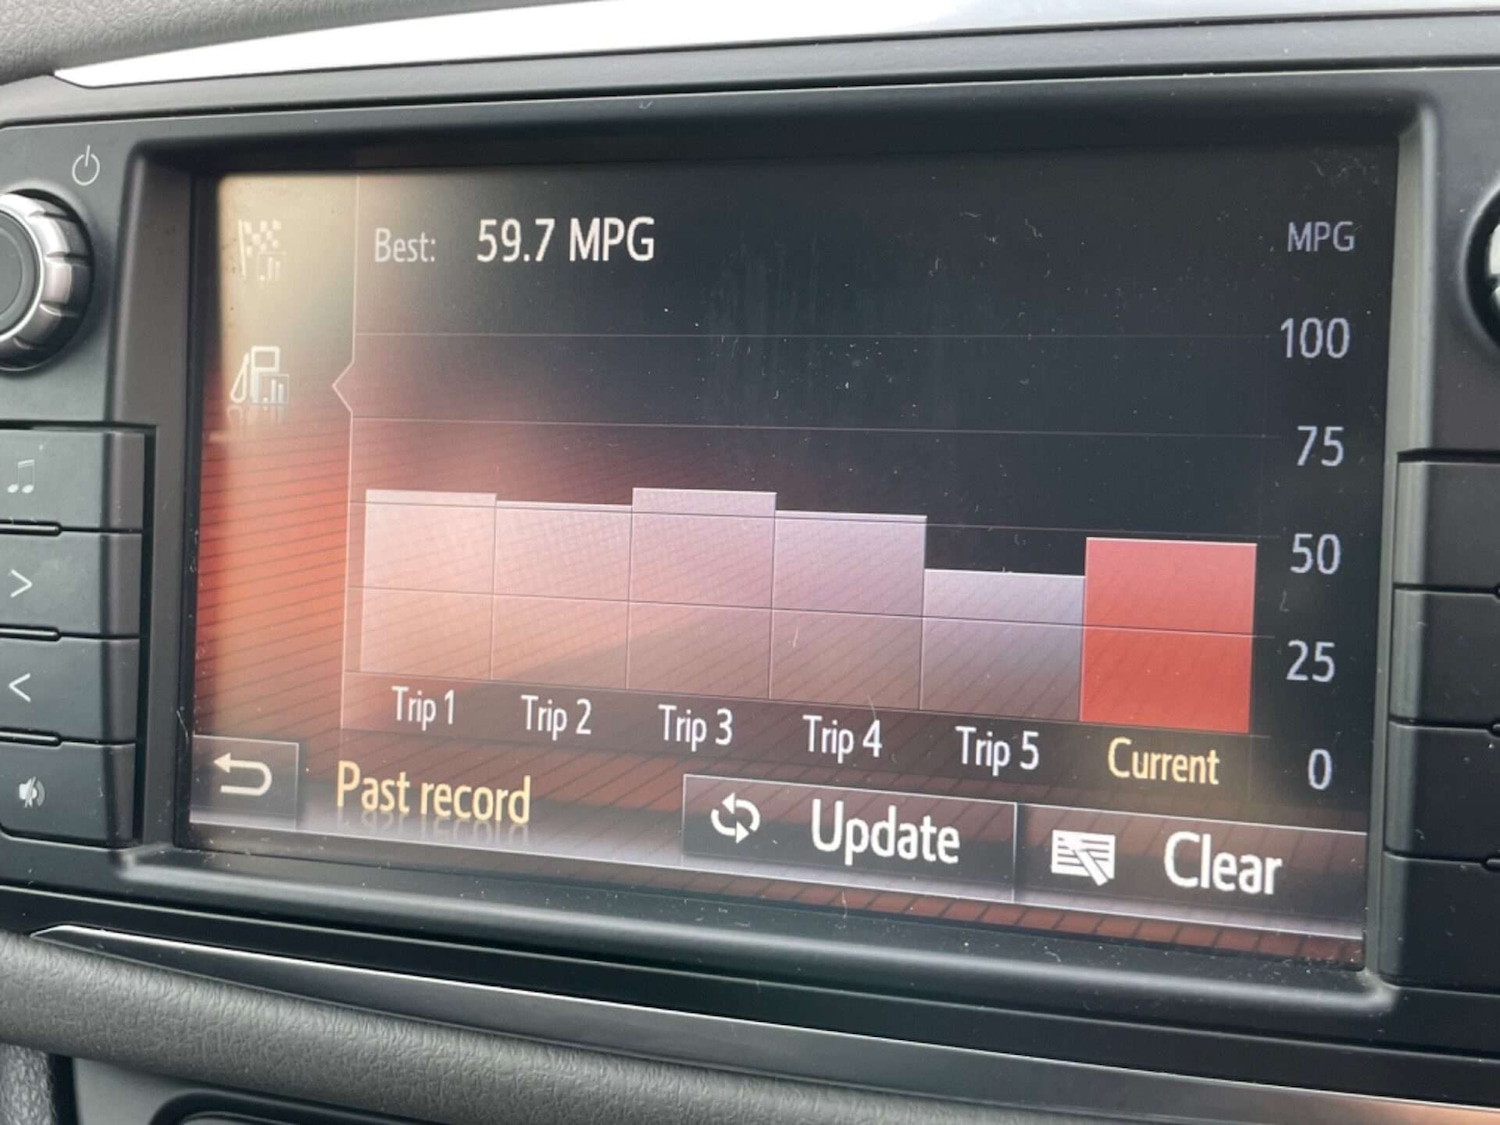 Best: 59.7 MPG
MPG
100
75
50
25
0
Trip 1 Trip 2 Trip 3 Trip 4 Trip 5 Current
Past record
Update
Clear